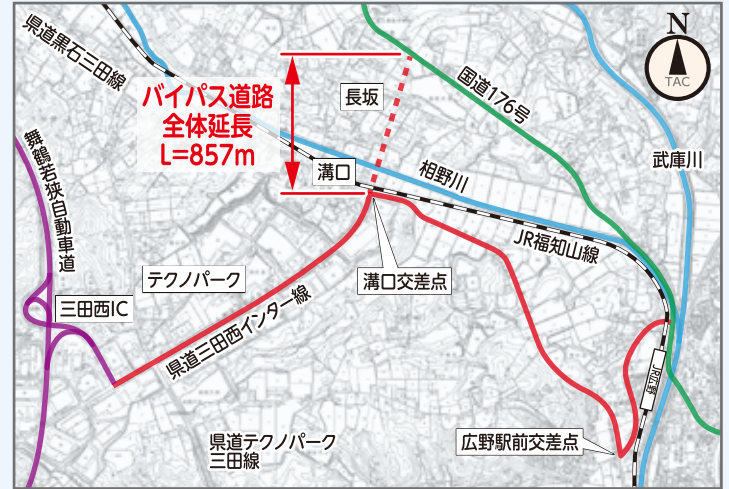 県道黒石三田線
N
TAC
バイパス道路
全体延長
L=857m
長坂
国道176号
武庫川
舞鶴若狭自動車道
溝口
相野川
JR福知山線
テクノパーク
溝口交差点
三田西IC
県道三田西インター線
JR広野
県道テクノパーク
三田線
広野駅前交差点